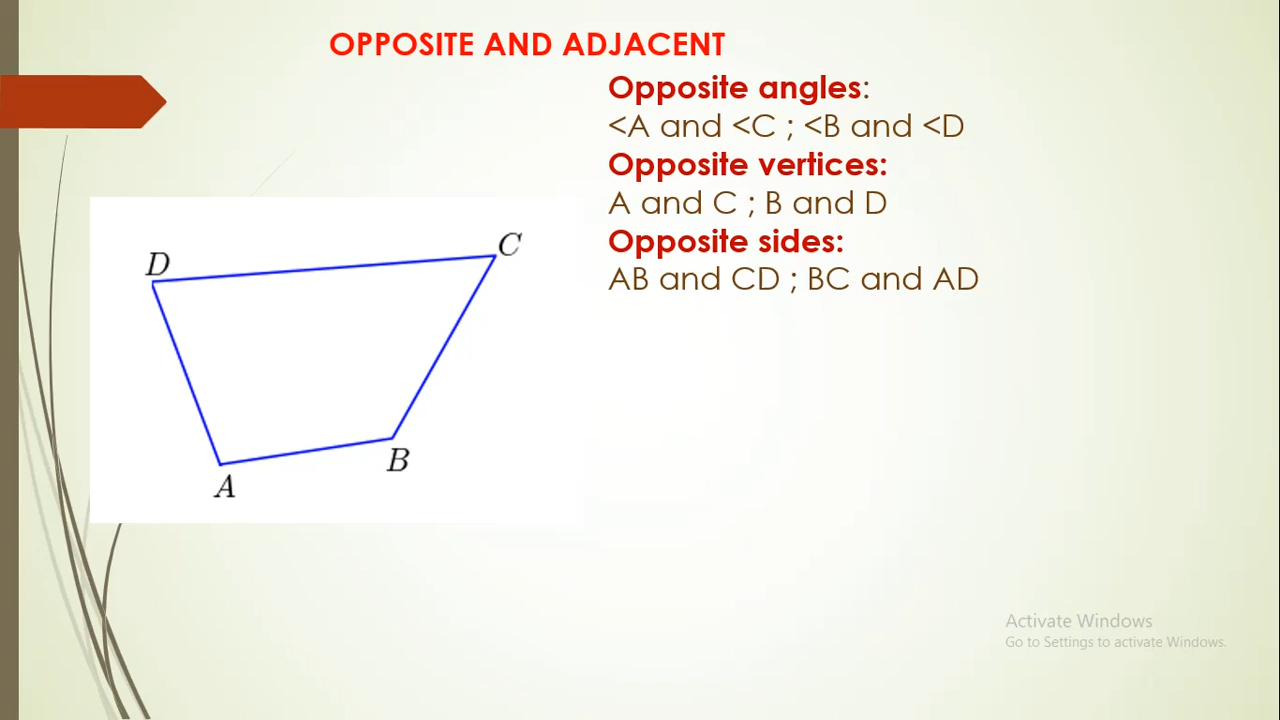 OPPOSITE AND ADJACENT
Opposite angles:
<A and <C ; <B and <D
Opposite vertices:
A and C ; B and D
Opposite sides:
AB and CD ; BC and AD
D
C
B
A
Activate Windows
Go to Settings to activate Windows.